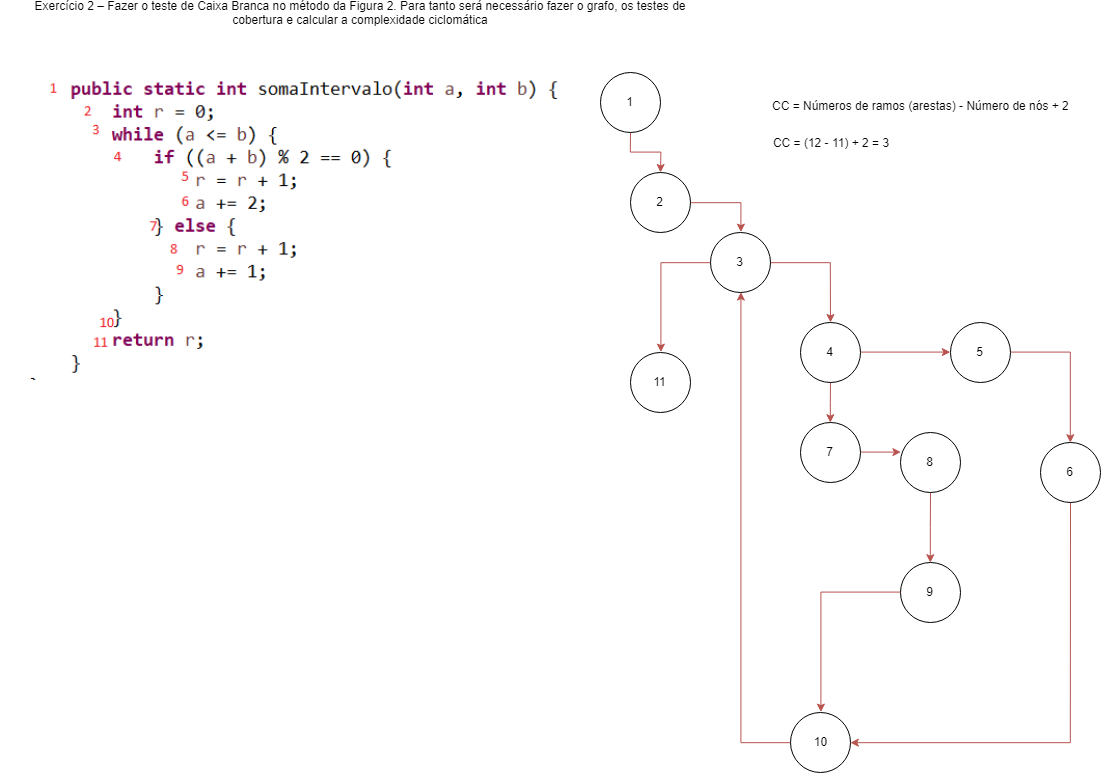 Exercício 2 – Fazer o teste de Caixa Branca no método da Figura 2. Para tanto será necessário fazer o grafo, os testes de
cobertura e calcular a complexidade ciclomática
1 public static int somaIntervalo(int a, int b) {
2 int r = 0;
3 while (a <= b) {
4 if ((a + b) % 2 == 0) {
5 r = r + 1;
6 a += 2;
7} else {
8 r = r + 1;
9 a += 1;
}
10}
11 return r;
}
`
CC = Números de ramos (arestas) - Número de nós + 2
CC = (12 - 11) + 2 = 3
1
2
3
4
5
11
7
8
6
9
10